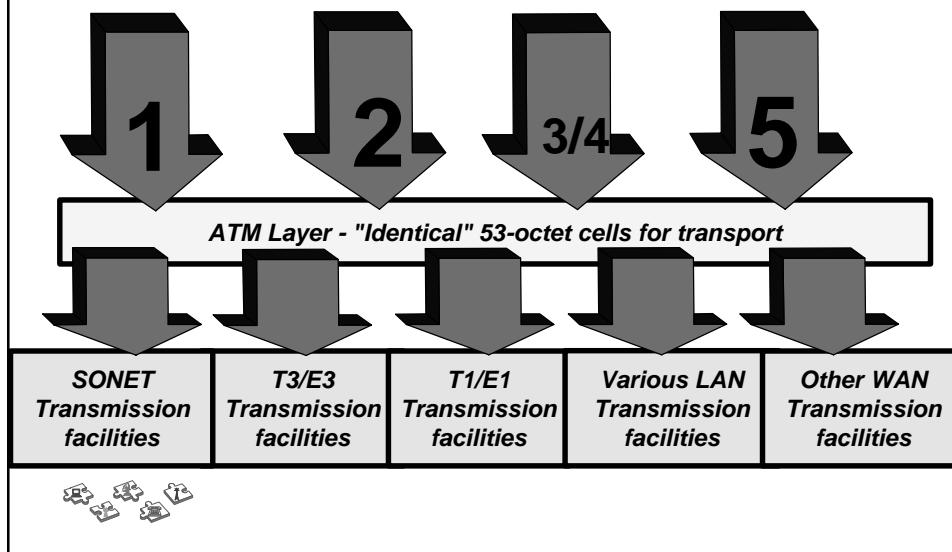 1
2
3/4
5
ATM Layer - "Identical" 53-octet cells for transport
SONET
Transmission
facilities
T3/E3
Transmission
facilities
T1/E1
Transmission
facilities
Various LAN
Transmission
facilities
Other WAN
Transmission
facilities